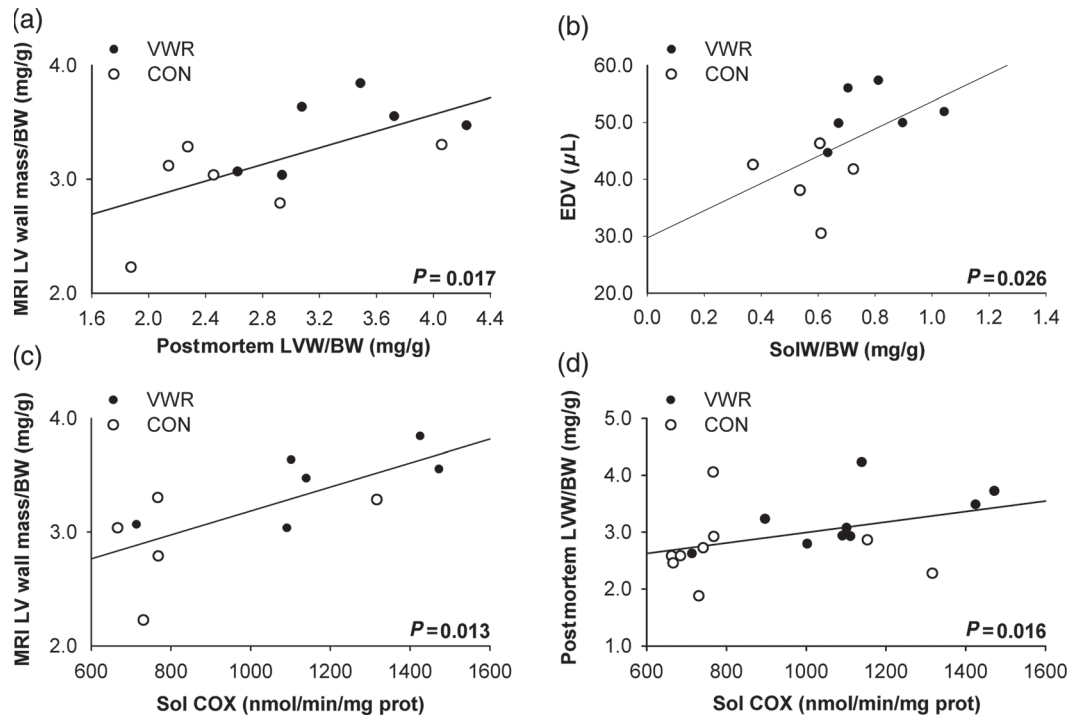 (a)
VWR
CON
MRI LV wall mass/BW (mg/g)
4.0
3.0
2.0
1.6 2.0 2.4 2.8 3.2 3.6 4.0 4.4
P = 0.017
Postmortem LVW/BW (mg/g)
(b)
VWR
CON
EDV (µL)
60.0
50.0
40.0
30.0
20.0
0.0 0.2 0.4 0.6 0.8 1.0 1.2 1.4
P = 0.026
SolW/BW (mg/g)
(c)
VWR
CON
MRI LV wall mass/BW (mg/g)
4.0
3.0
2.0
600 800 1000 1200 1400 1600
P = 0.013
Sol COX (nmol/min/mg prot)
(d)
VWR
CON
Postmortem LVW/BW (mg/g)
5.0
4.0
3.0
2.0
1.0
600 800 1000 1200 1400 1600
P = 0.016
Sol COX (nmol/min/mg prot)